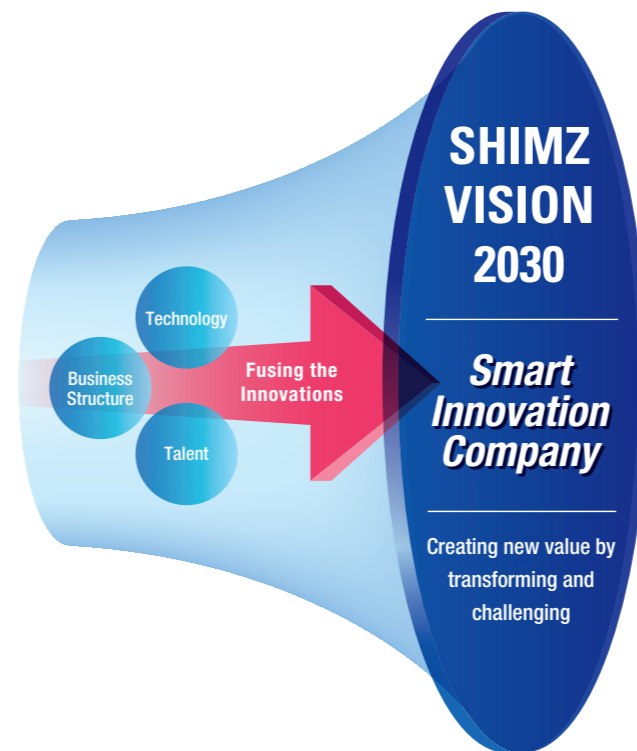 Technology
Business
Structure
Talent
Fusing the
Innovations
SHIMZ
VISION
2030
Smart
Innovation
Company
Creating new value by
transforming and
challenging